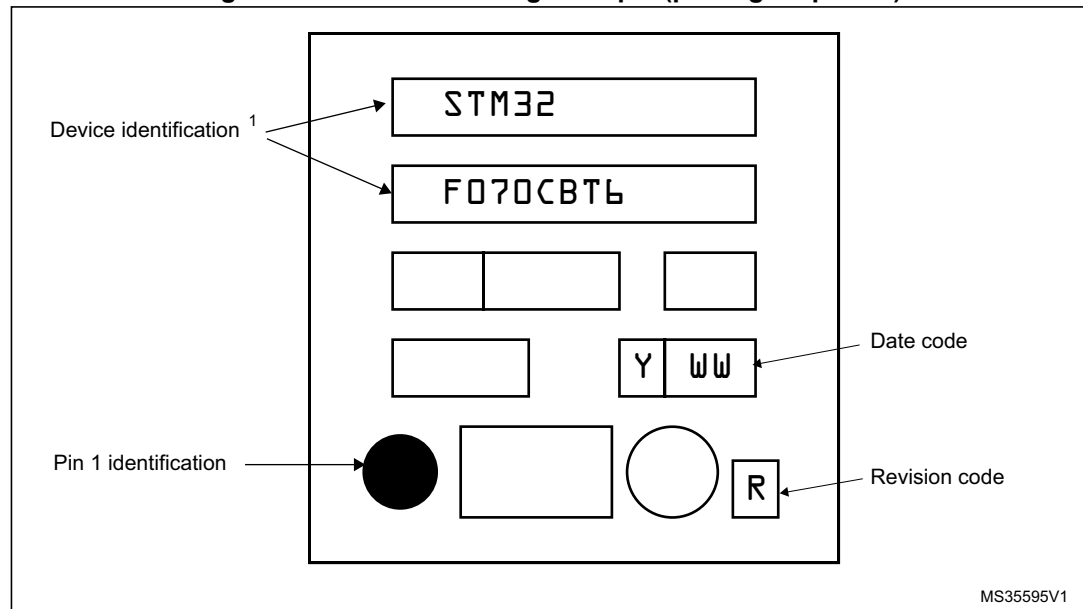 STM32
Device identification 1
F070CBT6
Date code
Y WW
Pin 1 identification
Revision code
R
MS35595V1